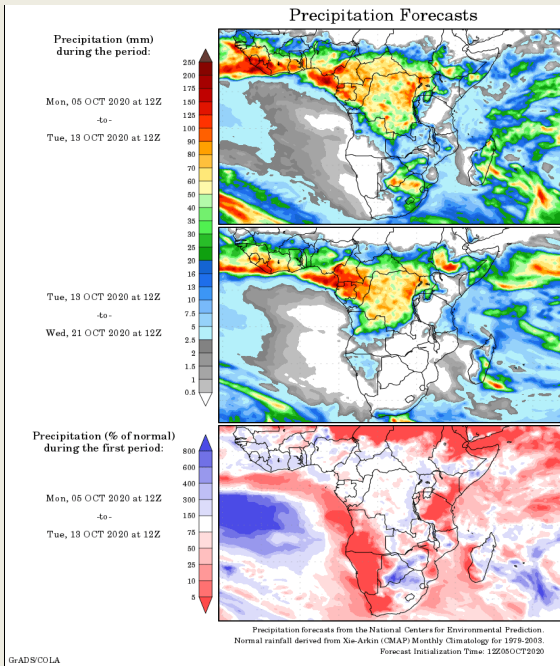 Precipitation Forecasts
Precipitation (mm)
during the period:
Mon, 05 OCT 2020 at 12Z
-to-
Tue, 13 OCT 2020 at 12Z
250
200
175
150
125
100
90
80
70
60
50
40
35
30
25
20
16
13
10
7.5
5
2.5
2
1.5
1
0.5
Tue, 13 OCT 2020 at 12Z
-to-
Wed, 21 OCT 2020 at 12Z
Precipitation (% of normal)
during the first period:
Mon, 05 OCT 2020 at 12Z
-to-
Tue, 13 OCT 2020 at 12Z
800
600
400
300
150
75
50
25
10
5
Precipitation forecasts from the National Centers for Environmental Prediction.
Normal rainfall derived from Xie-Arkin (CMAP) Monthly Climatology for 1979-2003.
Forecast Initialization Time: 12Z05OCT2020
GrADS/COLA